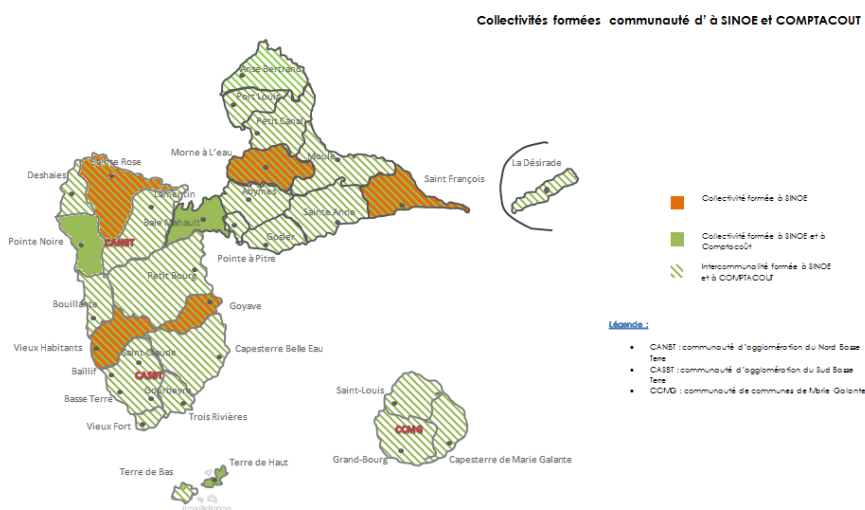 Collectivités formées communauté d' à SINOE et COMPTACOUT
Anse Bertrand
Port Louis
Petit Canal
Morne à L'eau
Moule
La Désirade
Sainte Rose
Deshaies
Saint François
Lamentin
Abymes
Collectivité formée à SINOE
Sainte Anne
Baie Mahault
Gosier
Pointe Noire
CANBT
Collectivité formée à SINOE et à
Comptacoût
Pointe à Pitre
Petit Bourg
Intercommunalité formée à SINOE
et à COMPTACOUT
Bouillante
Goyave
Légende :
Vieux Habitants
Saint Claude
Capesterre Belle Eau
• CANBT : communauté d'agglomération du Nord Basse
Terre
Baillif
CASBT
• CASBT : communauté d'agglomération du Sud Basse
Terre
Saint-Louis
Gourbeyre
• CCMG : communauté de communes de Marie Galante
Basse Terre
Trois Rivières
Vieux Fort
CCMG
Grand-Bourg
Capesterre de Marie Galante
Terre de Haut
Terre de Bas